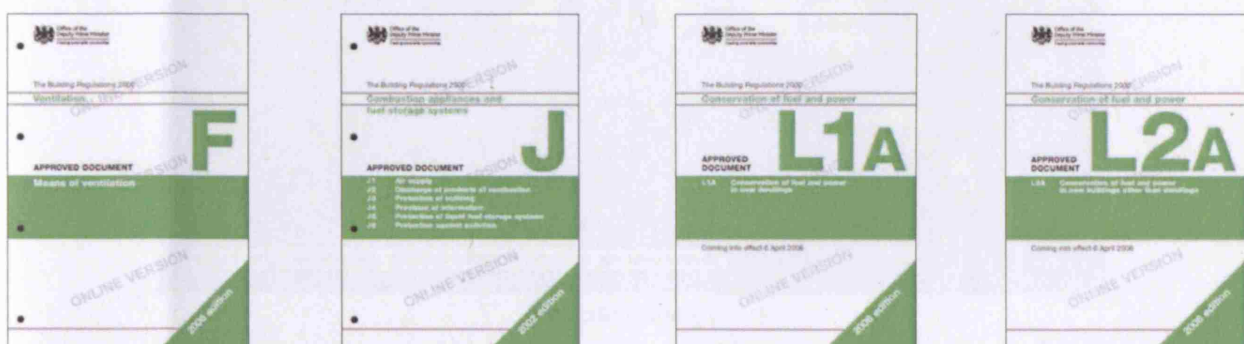 Office of the
Deputy Prime Minister
The Building Regulations 2000
Ventilation
ONLINE VERSION
F
APPROVED DOCUMENT
Means of ventilation
ONLINE VERSION
2006 edition
Office of the
Deputy Prime Minister
The Building Regulations 2000
Combustion appliances and
fuel storage systems
ONLINE VERSION
J
APPROVED DOCUMENT
J1 Air supply
J2 Discharge of products of combustion
J3 Protection of building
J4 Provision of information
J5 Protection of liquid fuel storage systems
J6 Protection against pollution
ONLINE VERSION
2002 edition
Office of the
Deputy Prime Minister
The Building Regulations 2000
Conservation of fuel and power
ONLINE VERSION
L1A
APPROVED
DOCUMENT
L1A Conservation of fuel and power
in new dwellings
Coming into effect 6 April 2006
ONLINE VERSION
2006 edition
Office of the
Deputy Prime Minister
The Building Regulations 2000
Conservation of fuel and power
ONLINE VERSION
L2A
APPROVED
DOCUMENT
L2A Conservation of fuel and power
in new buildings other than dwellings
Coming into effect 6 April 2006
ONLINE VERSION
2006 edition